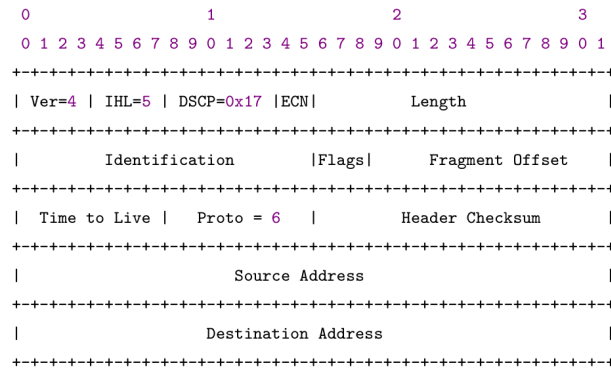 0                   1                   2                   3
 0 1 2 3 4 5 6 7 8 9 0 1 2 3 4 5 6 7 8 9 0 1 2 3 4 5 6 7 8 9 0 1
+-+-+-+-+-+-+-+-+-+-+-+-+-+-+-+-+-+-+-+-+-+-+-+-+-+-+-+-+-+-+-+-
| Ver=4 | IHL=5 | DSCP=0x17 |ECN|          Length               |
+-+-+-+-+-+-+-+-+-+-+-+-+-+-+-+-+-+-+-+-+-+-+-+-+-+-+-+-+-+-+-+-
|         Identification        |Flags|      Fragment Offset    |
+-+-+-+-+-+-+-+-+-+-+-+-+-+-+-+-+-+-+-+-+-+-+-+-+-+-+-+-+-+-+-+-
|  Time to Live |   Proto = 6   |         Header Checksum       |
+-+-+-+-+-+-+-+-+-+-+-+-+-+-+-+-+-+-+-+-+-+-+-+-+-+-+-+-+-+-+-+-
|                       Source Address                          |
+-+-+-+-+-+-+-+-+-+-+-+-+-+-+-+-+-+-+-+-+-+-+-+-+-+-+-+-+-+-+-+-
|                    Destination Address                        |
+-+-+-+-+-+-+-+-+-+-+-+-+-+-+-+-+-+-+-+-+-+-+-+-+-+-+-+-+-+-+-+-